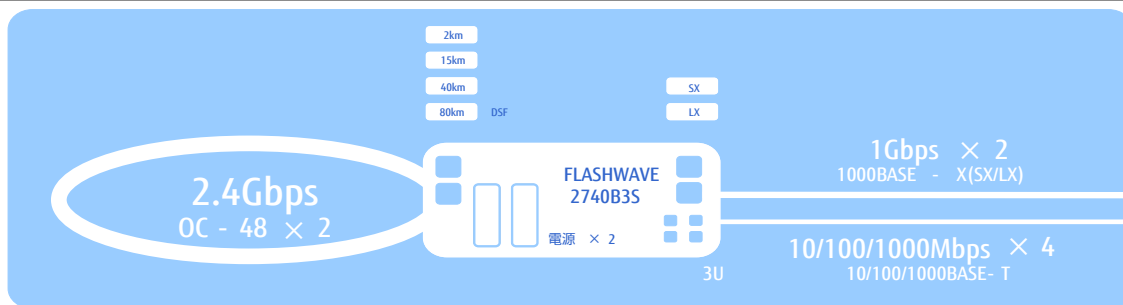 2km
15km
40km
80km DSF
SX
LX
2.4Gbps
OC - 48 × 2
FLASHWAVE
2740B3S
電源 × 2
3U
1Gbps × 2
1000BASE - X(SX/LX)
10/100/1000Mbps × 4
10/100/1000BASE- T